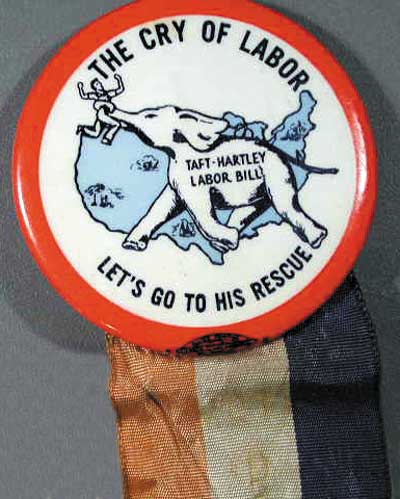 THE CRY OF LABOR
TAFT-HARTLEY
LABOR BILL
LET'S GO TO HIS RESCUE